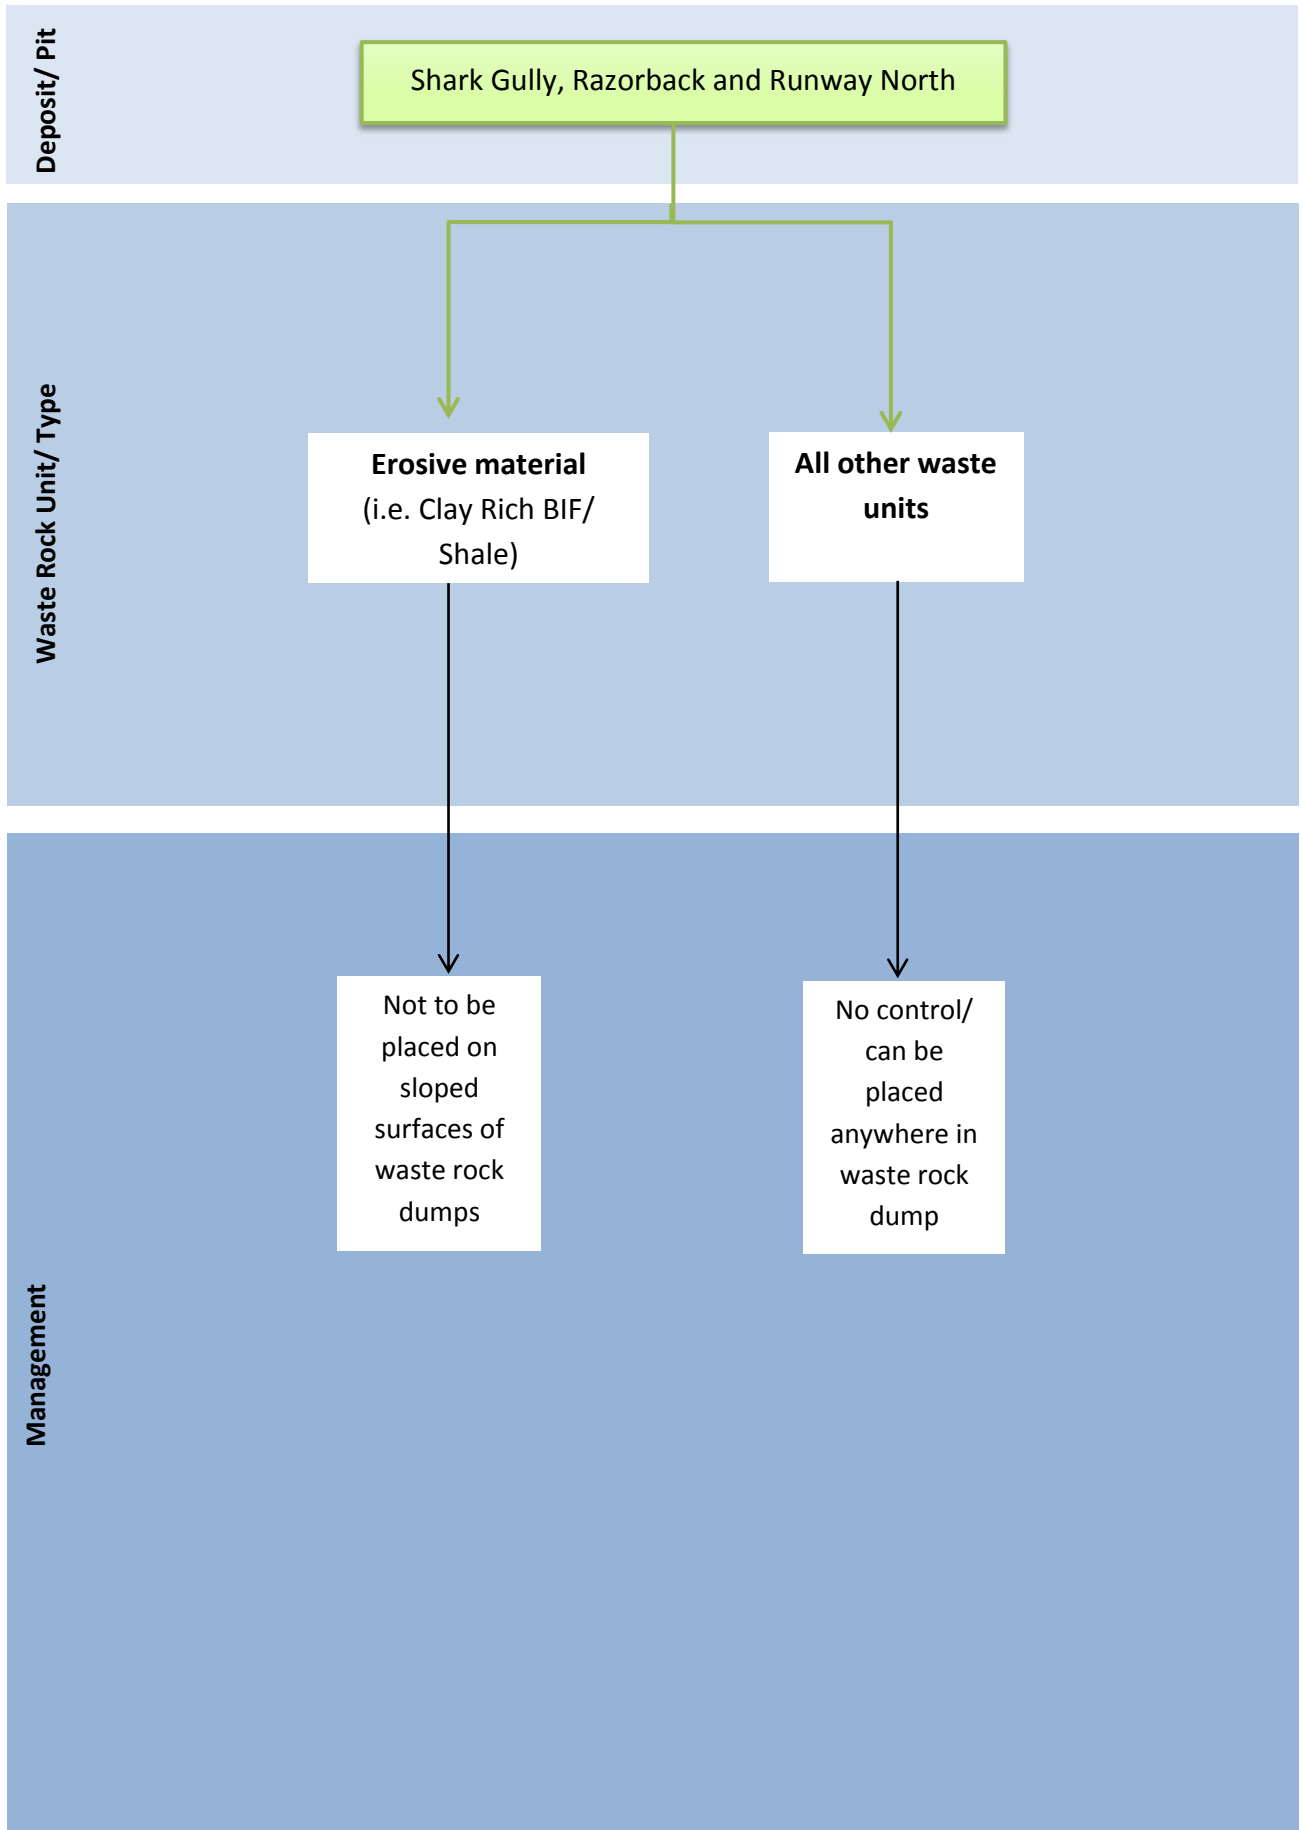 Deposit/ Pit
Shark Gully, Razorback and Runway North
Waste Rock Unit/ Type
Erosive material
(i.e. Clay Rich BIF/
Shale)
All other waste
units
Management
Not to be
placed on
sloped
surfaces of
waste rock
dumps
No control/
can be
placed
anywhere in
waste rock
dump